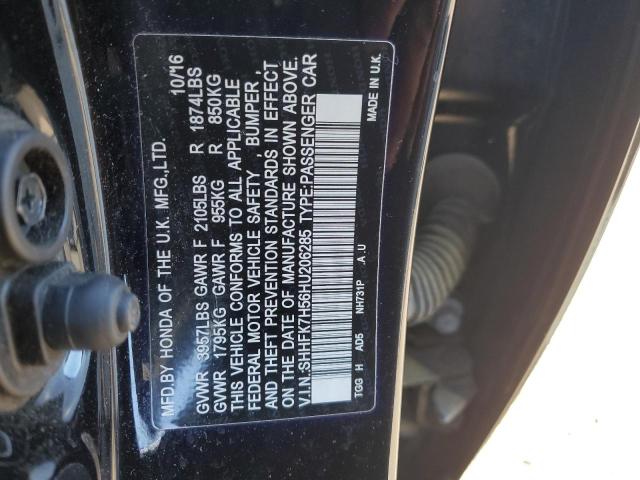 MFD.BY HONDA OF THE U.K. MFG.,LTD. 10/16
GVWR 3957LBS GAWR F 2105LBS R 1874LBS
GVWR 1795KG GAWR F 955KG R 850KG
THIS VEHICLE CONFORMS TO ALL APPLICABLE
FEDERAL MOTOR VEHICLE SAFETY , BUMPER ,
AND THEFT PREVENTION STANDARDS IN EFFECT
ON THE DATE OF MANUFACTURE SHOWN ABOVE.
V.I.N.:SHHFK7H56HU206285 TYPE:PASSENGER CAR
TGG H AD5 NH731P .A .U MADE IN U.K.